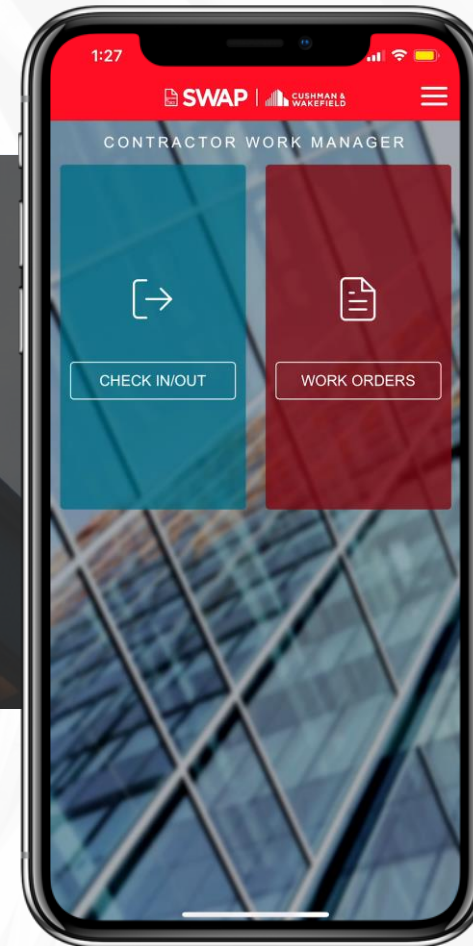 1:27
SWAP | CUSHMAN &
WAKEFIELD
CONTRACTOR WORK MANAGER
CHECK IN/OUT
WORK ORDERS